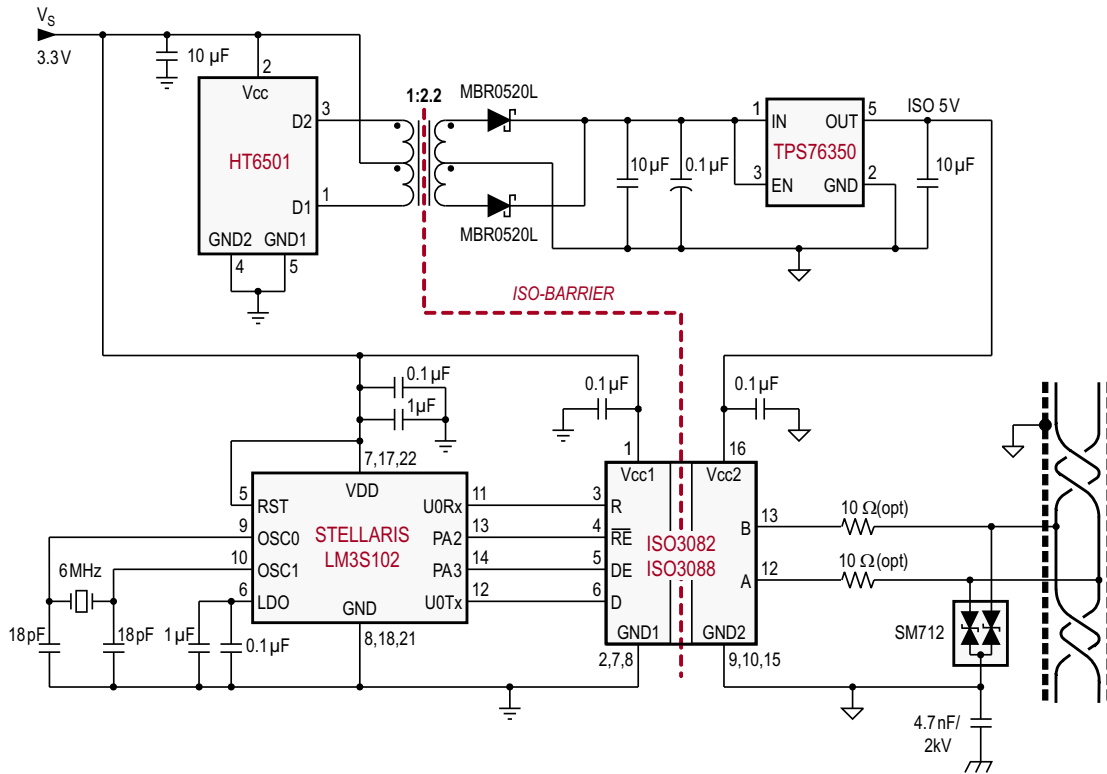 VS
3.3V
10 µF
2
Vcc
D2
3
HT6501
D1
1
GND2
GND1
4
5
1:2.2
MBR0520L
MBR0520L
10µF
0.1µF
1
IN
OUT
5
TPS76350
3
EN
GND
2
ISO 5V
10µF
ISO-BARRIER
0.1µF
1µF
7,17,22
VDD
5
RST
9
OSC0
10
OSC1
6
LDO
STELLARIS
LM3S102
U0Rx
11
PA2
13
PA3
14
U0Tx
12
GND
8,18,21
6MHz
18pF
18pF
1µF
0.1µF
0.1µF
0.1µF
1
16
Vcc1
Vcc2
3
R
4
RE
5
DE
6
D
ISO3082
ISO3088
B
13
A
12
GND1
GND2
2,7,8
9,10,15
10 Ω(opt)
10 Ω(opt)
SM712
4.7nF/
2kV